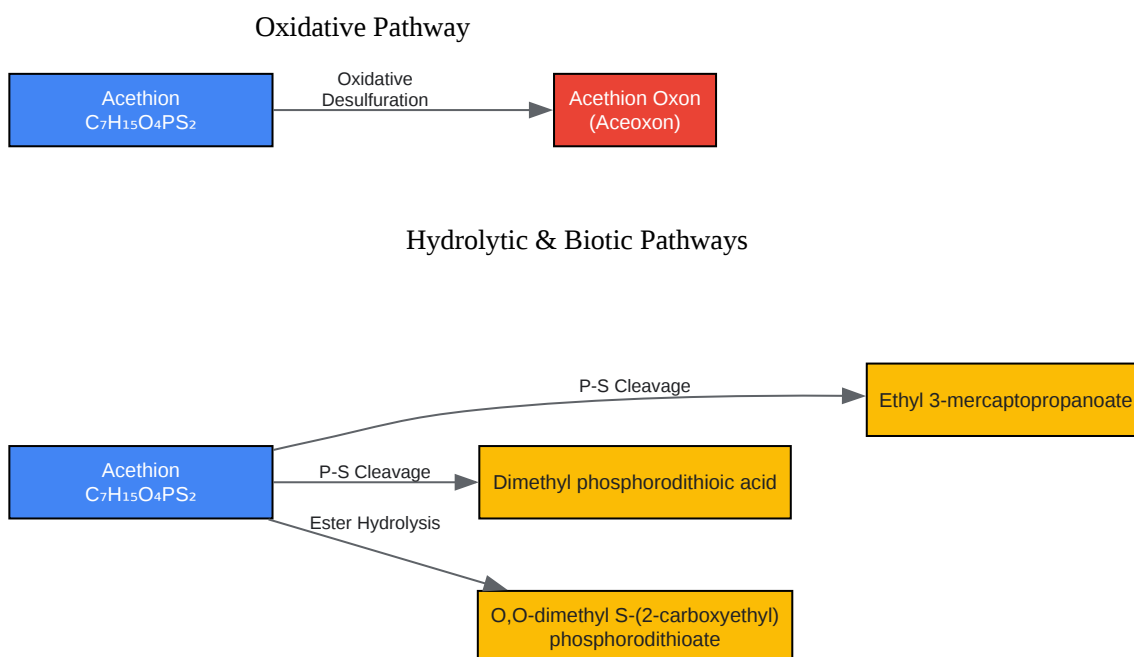 Oxidative Pathway
Acethion
C₇H₁₅O₄PS₂
Oxidative
Desulfuration
Acethion Oxon
(Aceoxon)
Hydrolytic & Biotic Pathways
P-S Cleavage
Ethyl 3-mercaptopropanoate
Acethion
C₇H₁₅O₄PS₂
P-S Cleavage
Dimethyl phosphorodithioic acid
Ester Hydrolysis
O,O-dimethyl S-(2-carboxyethyl)
phosphorodithioate